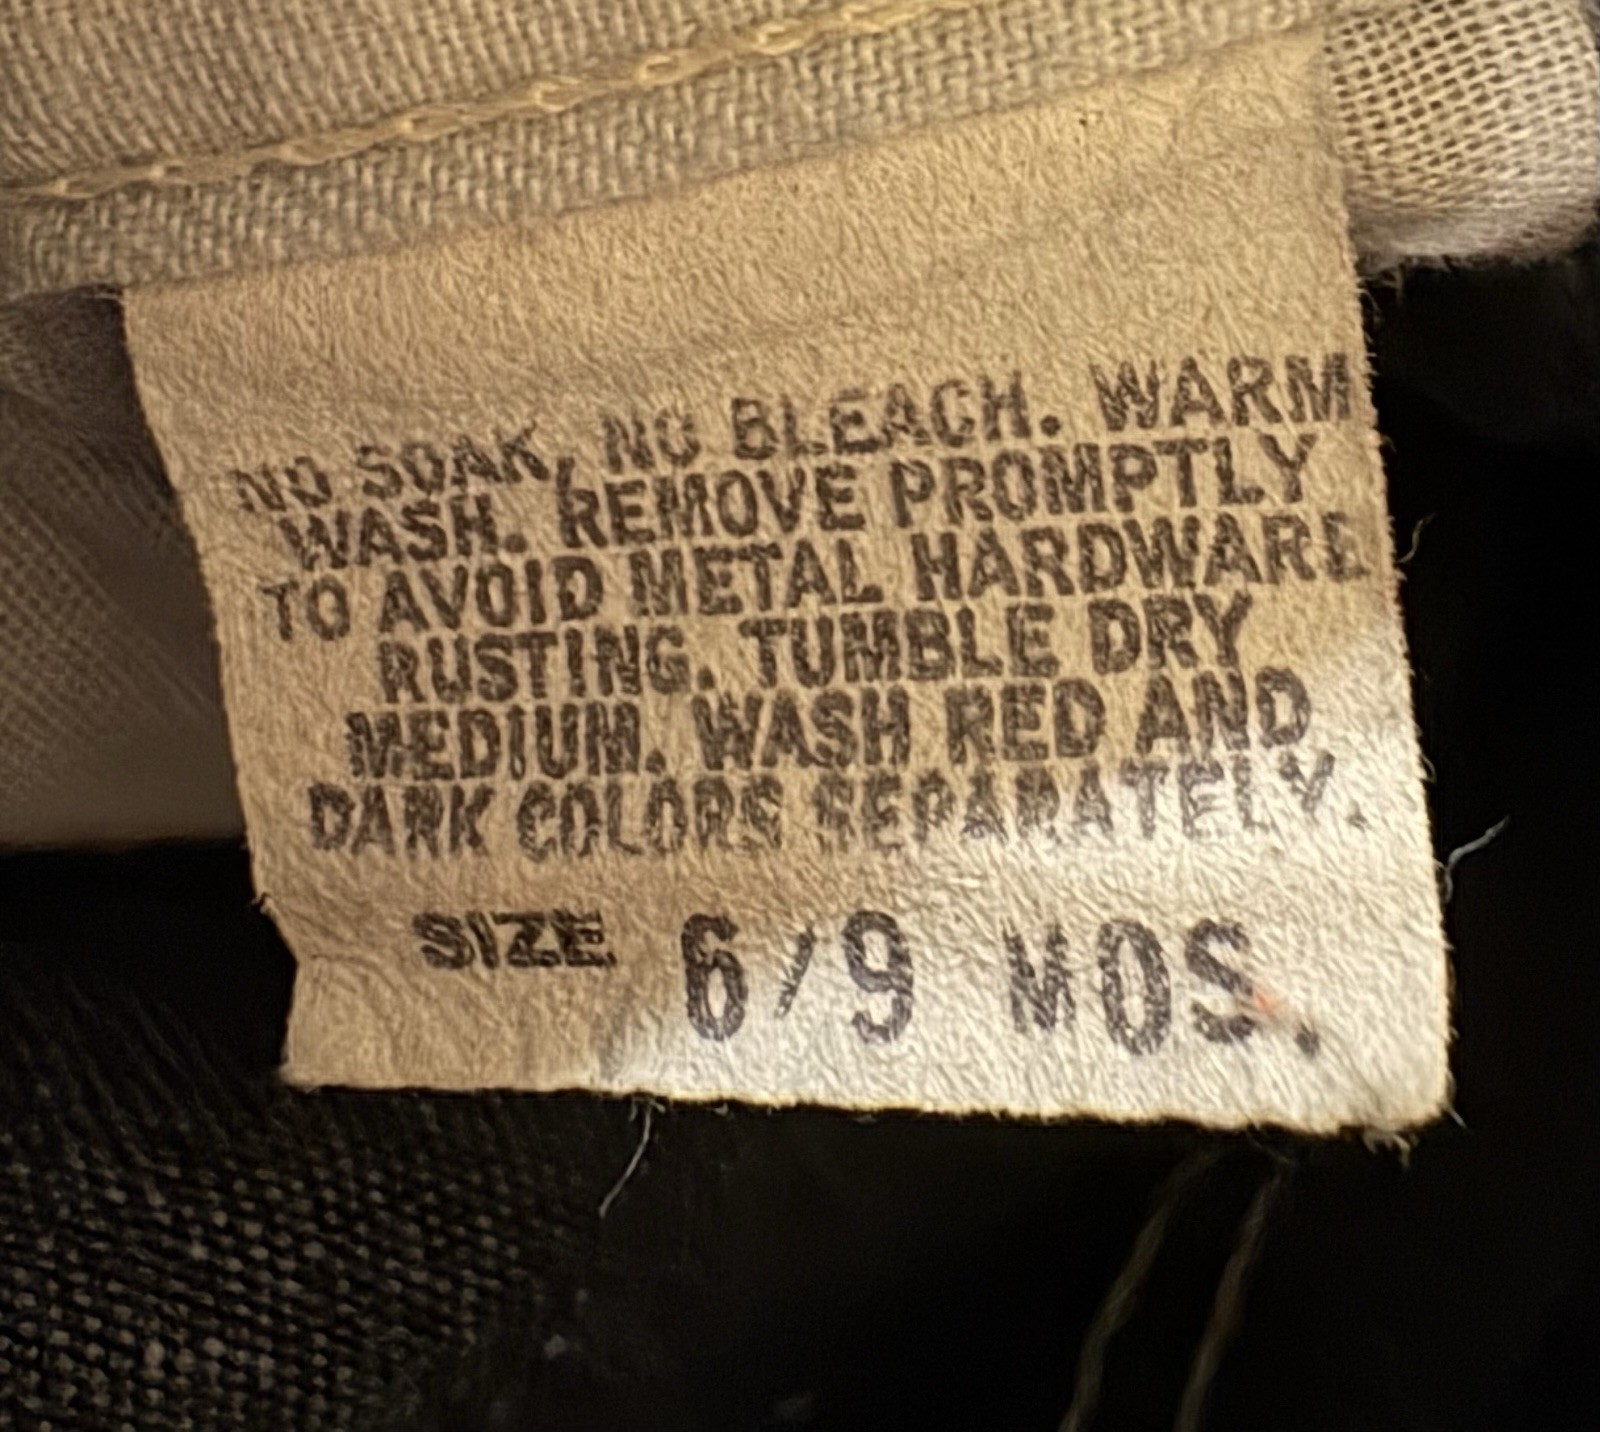 NO SOAK, NO BLEACH. WARM
WASH. REMOVE PROMPTLY
TO AVOID METAL HARDWARE
RUSTING. TUMBLE DRY
MEDIUM. WASH RED AND
DARK COLORS SEPARATELY.
SIZE 6/9 MOS.